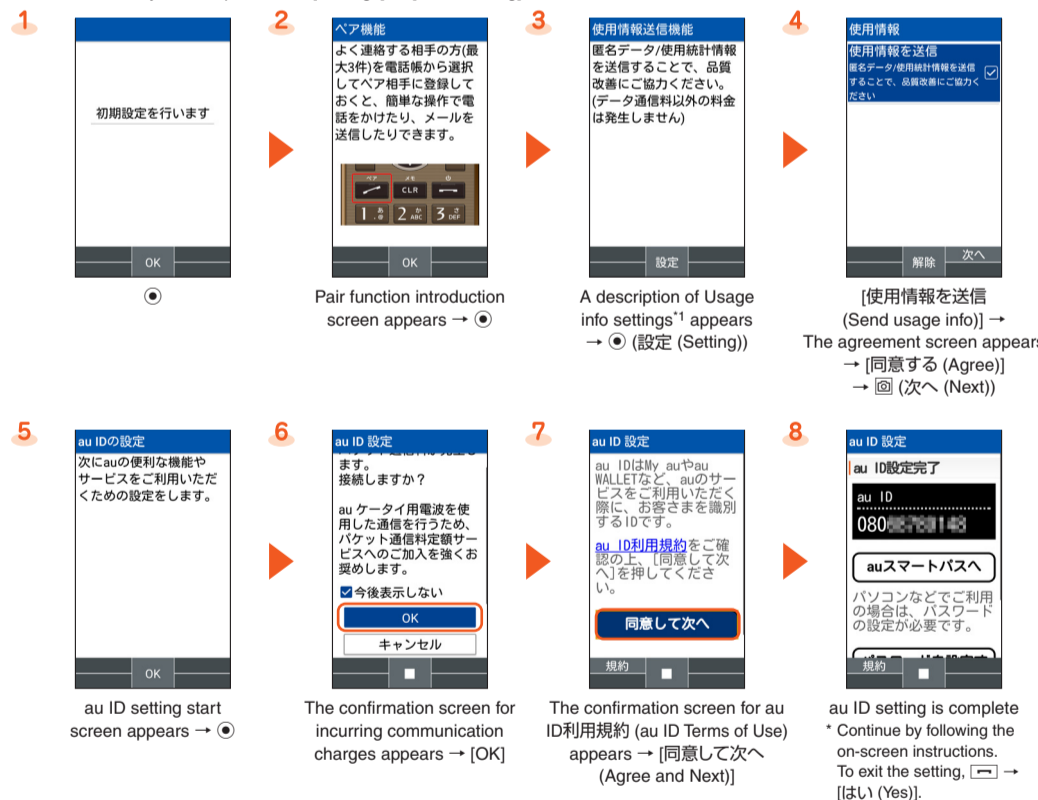 1
初期設定を行います
OK
2
ペア機能
よく連絡する相手の方(最
大3件)を電話帳から選択
してペア相手に登録して
おくと、簡単な操作で電
話をかけたり、メールを
送信したりできます。
ペア
メモ
CLR
1 .@ あ
2 ABC か
3 DEF さ
OK
3
使用情報送信機能
匿名データ/使用統計情報
を送信することで、品質
改善にご協力ください。
(データ通信料以外の料金
は発生しません)
設定
4
使用情報
使用情報を送信
匿名データ/使用統計情報を送信
することで、品質改善にご協力く
ださい
解除
次へ
Pair function introduction
screen appears →
A description of Usage
info settings*1 appears
→ (設定 (Setting))
[使用情報を送信
(Send usage info)] →
The agreement screen appears
→ [同意する (Agree)]
→ (次へ (Next))
5
au IDの設定
次にauの便利な機能や
サービスをご利用いただ
くための設定をします。
OK
6
au ID 設定
ます。
接続しますか？
au ケータイ用電波を使
用した通信を行うため、
パケット通信料定額サー
ビスへのご加入を強くお
奨めします。
今後表示しない
OK
キャンセル
7
au ID 設定
au IDはMy auやau
WALLETなど、auのサー
ビスをご利用いただく
際に、お客さまを識別
するIDです。
au ID利用規約をご確
認の上、[同意して次
へ]を押してくださ
い。
同意して次へ
規約
8
au ID 設定
au ID設定完了
au ID
080
auスマートパスへ
パソコンなどでご利用
の場合は、パスワード
の設定が必要です。
規約
au ID setting start
screen appears →
The confirmation screen for
incurring communication
charges appears → [OK]
The confirmation screen for au
ID利用規約 (au ID Terms of Use)
appears → [同意して次へ
(Agree and Next)]
au ID setting is complete
* Continue by following the
on-screen instructions.
To exit the setting, →
[[はい (Yes)].